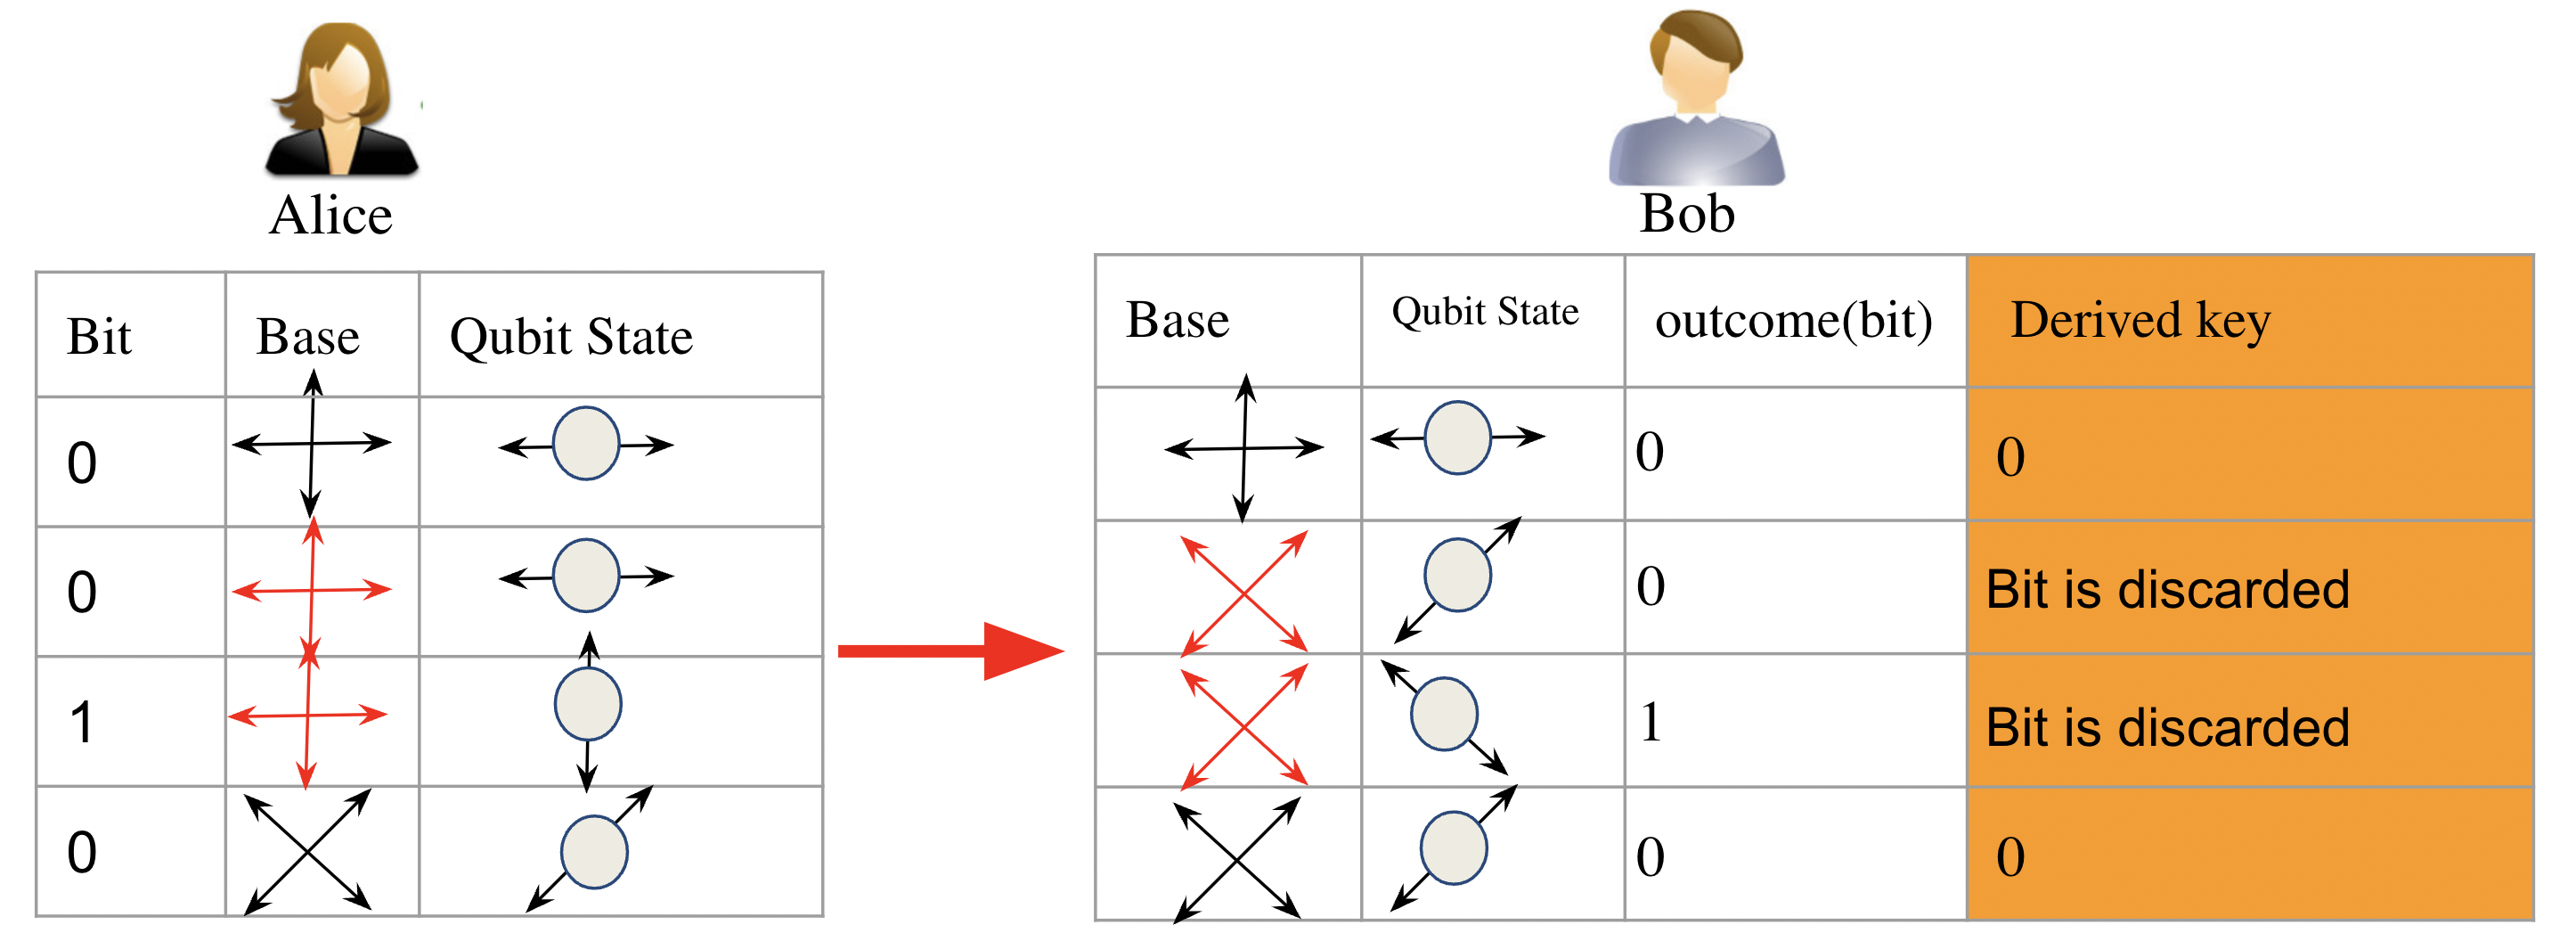 Alice
Bob
Bit Base Qubit State
0
0
1
0
Base Qubit State outcome(bit) Derived key
0 0
0 Bit is discarded
1 Bit is discarded
0 0